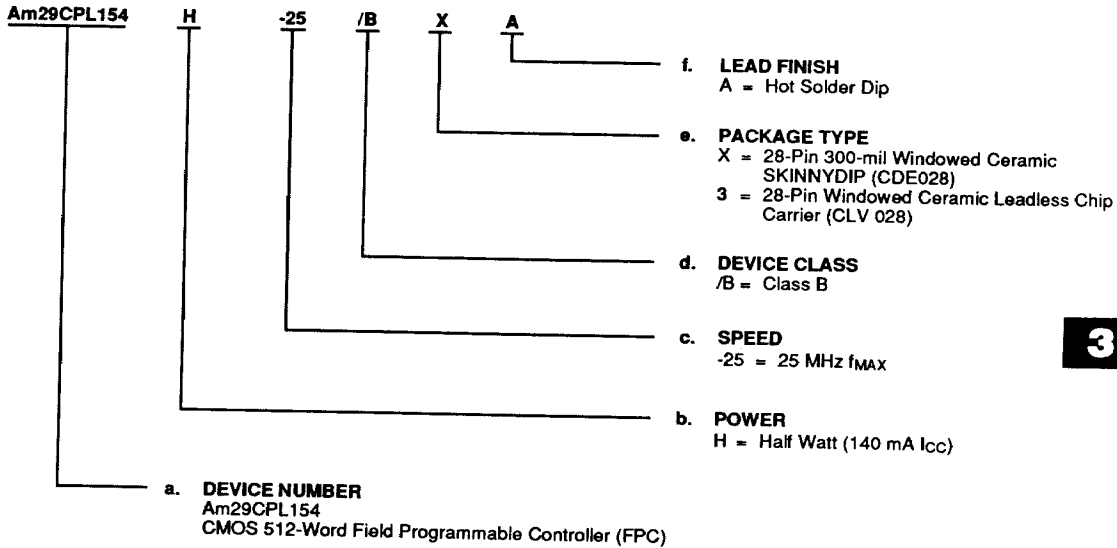 Am29CPL154 H -25 /B X A
f. LEAD FINISH
A = Hot Solder Dip
e. PACKAGE TYPE
X = 28-Pin 300-mil Windowed Ceramic
SKINNYDIP (CDE028)
3 = 28-Pin Windowed Ceramic Leadless Chip
Carrier (CLV 028)
d. DEVICE CLASS
/B = Class B
c. SPEED
-25 = 25 MHz fMAX
3
b. POWER
H = Half Watt (140 mA ICC)
a. DEVICE NUMBER
Am29CPL154
CMOS 512-Word Field Programmable Controller (FPC)